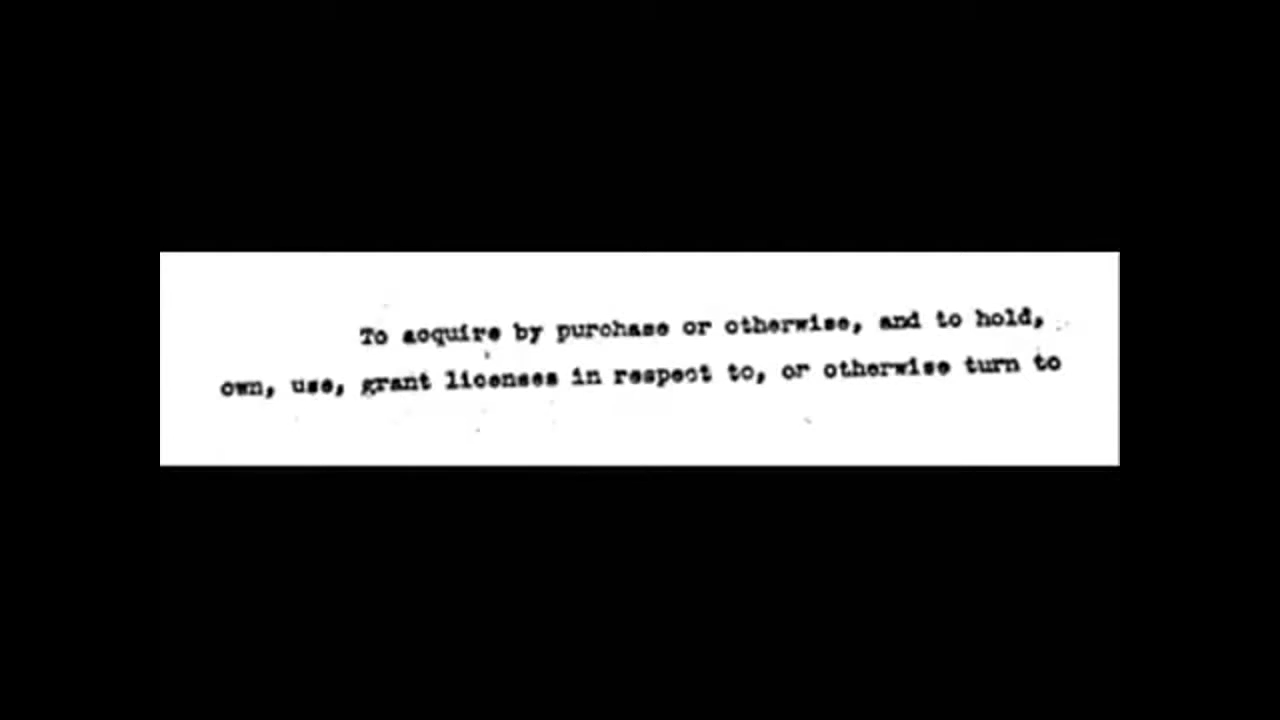 To acquire by purchase or otherwise, and to hold,
own, use, grant licenses in respect to, or otherwise turn to